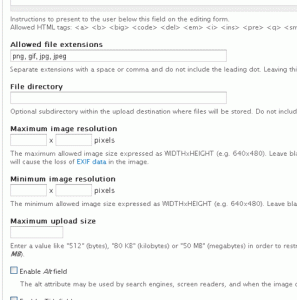 Instructions to present to the user below this field on the editing form.
Allowed HTML tags: <a> <b> <big> <code> <del> <em> <i> <ins> <pre> <q>
Allowed file extensions
png, gif, jpg, jpeg
Separate extensions with a space or comma and do not include the leading dot. Leaving
File directory
Optional subdirectory within the upload destination where files will be stored. Do not
Maximum image resolution
x pixels
The maximum allowed image size expressed as WIDTHxHEIGHT (e.g. 640x480). Leave
will cause the loss of EXIF data in the image.
Minimum image resolution
x pixels
The minimum allowed image size expressed as WIDTHxHEIGHT (e.g. 640x480). Leave
Maximum upload size
Enter a value like "512" (bytes), "80 KB" (kilobytes) or "50 MB" (megabytes) in order to
MB).
Enable Alt field
The alt attribute may be used by search engines, screen readers, and when the image